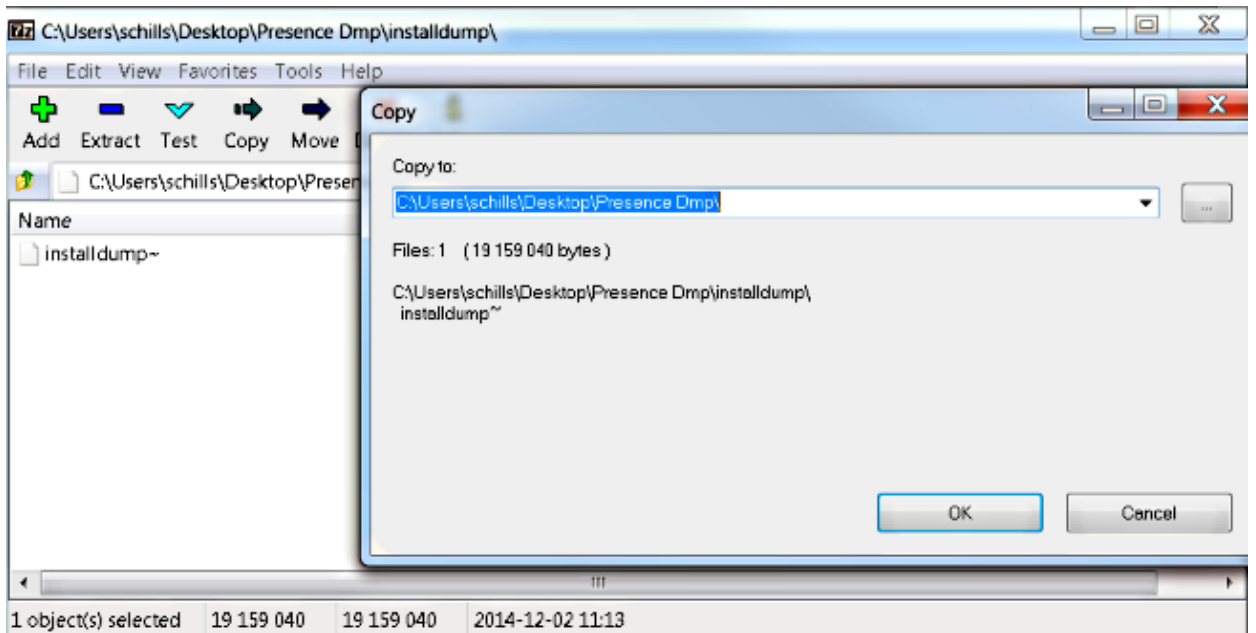 7z C:\Users\schills\Desktop\Presence Dmp\installdump\
File Edit View Favorites Tools Help
Add Extract Test Copy Move
C:\Users\schills\Desktop\Presen
Name
installdump~
Copy
Copy to:
C:\Users\schills\Desktop\Presence Dmp\
...
Files: 1 ( 19 159 040 bytes )
C:\Users\schills\Desktop\Presence Dmp\installdump\
installdump~
OK Cancel
1 object(s) selected 19 159 040 19 159 040 2014-12-02 11:13